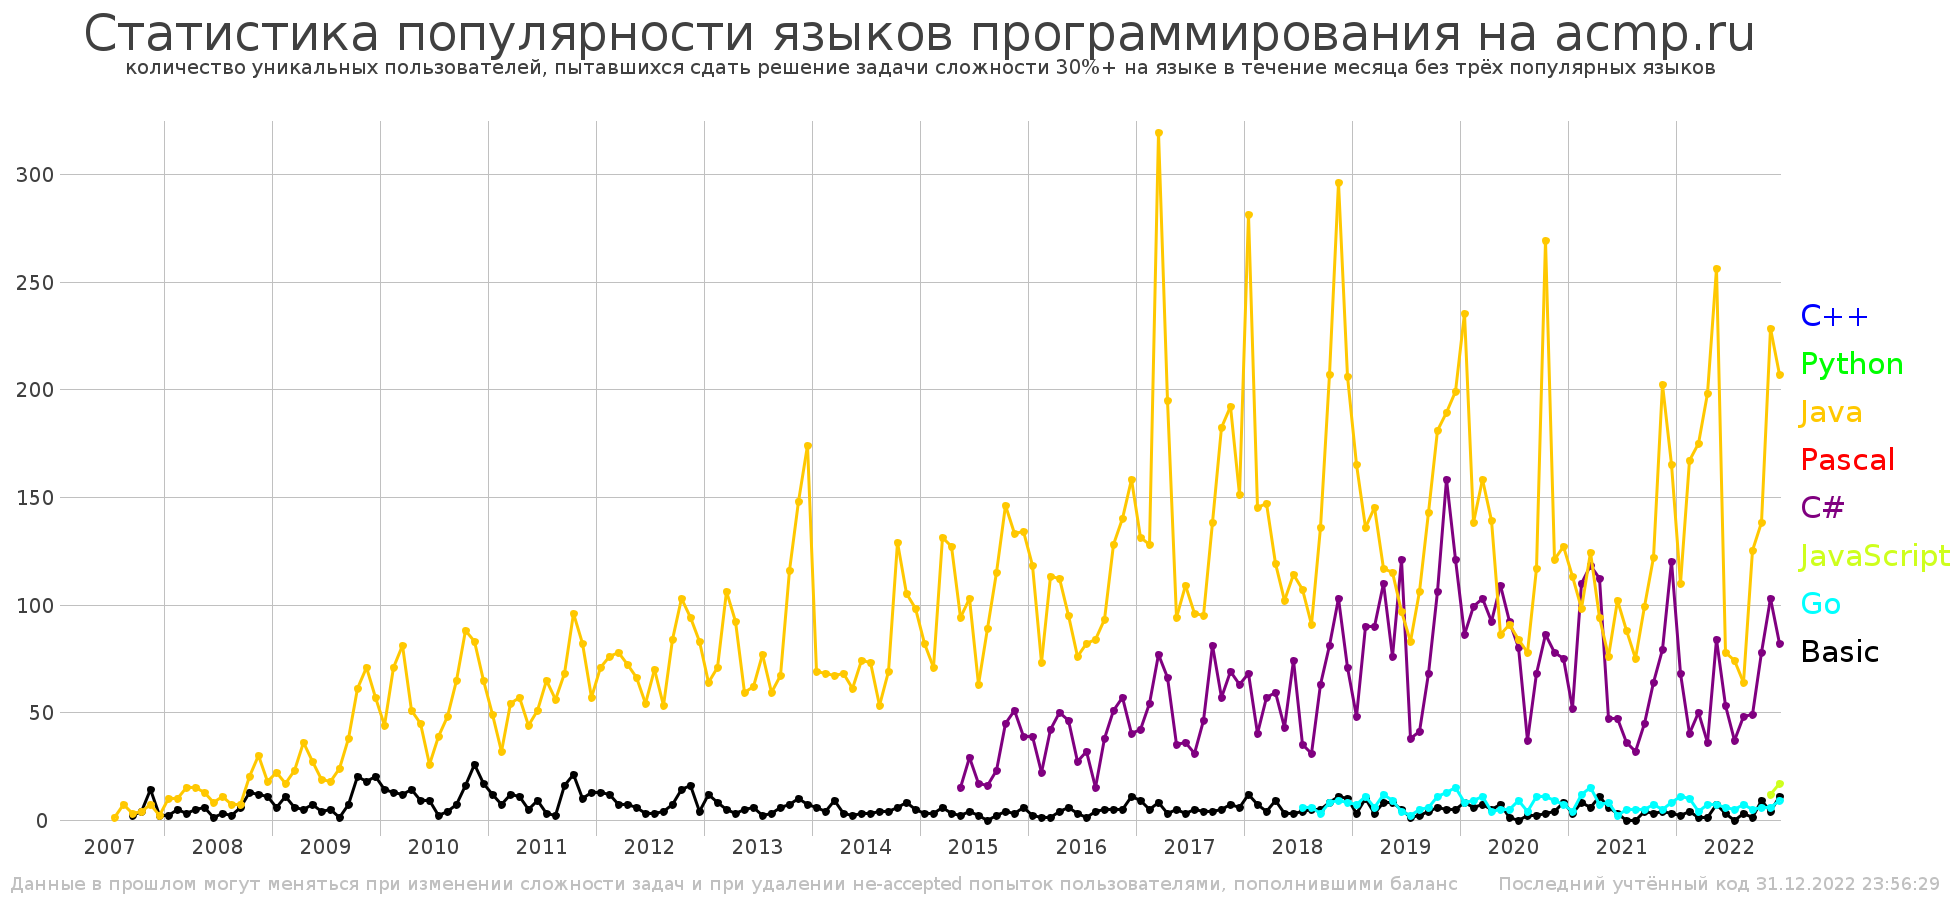 Статистика популярности языков программирования на acmp.ru
количество уникальных пользователей, пытавшихся сдать решение задачи сложности 30%+ на языке в течение месяца без трёх популярных языков
300
250
200
150
100
50
0
C++
Python
Java
Pascal
C#
JavaScript
Go
Basic
2007 2008 2009 2010 2011 2012 2013 2014 2015 2016 2017 2018 2019 2020 2021 2022
Данные в прошлом могут меняться при изменении сложности задач и при удалении не-accepted попыток пользователями, пополнившими баланс Последний учтённый код 31.12.2022 23:56:29